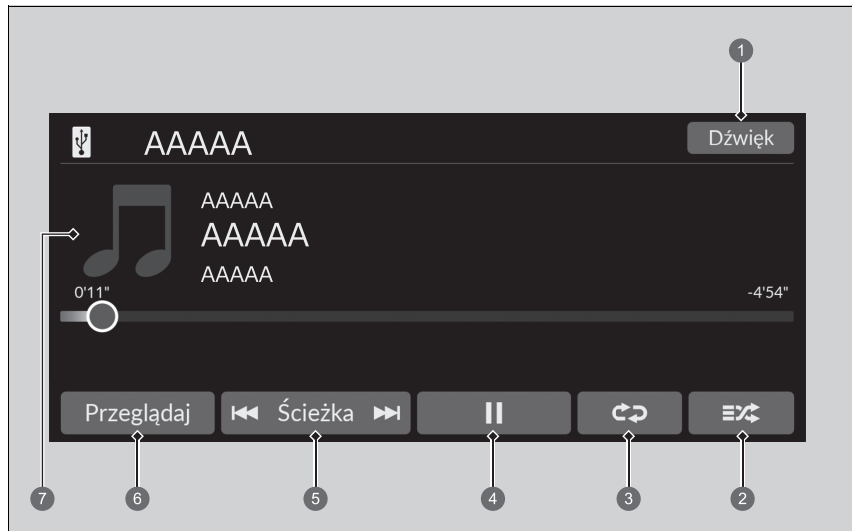 1
AAAAA
Dźwięk
AAAAA
7
AAAAA
AAAAA
0'11"
-4'54"
Przeglądaj
Ścieżka
6
5
4
3
2